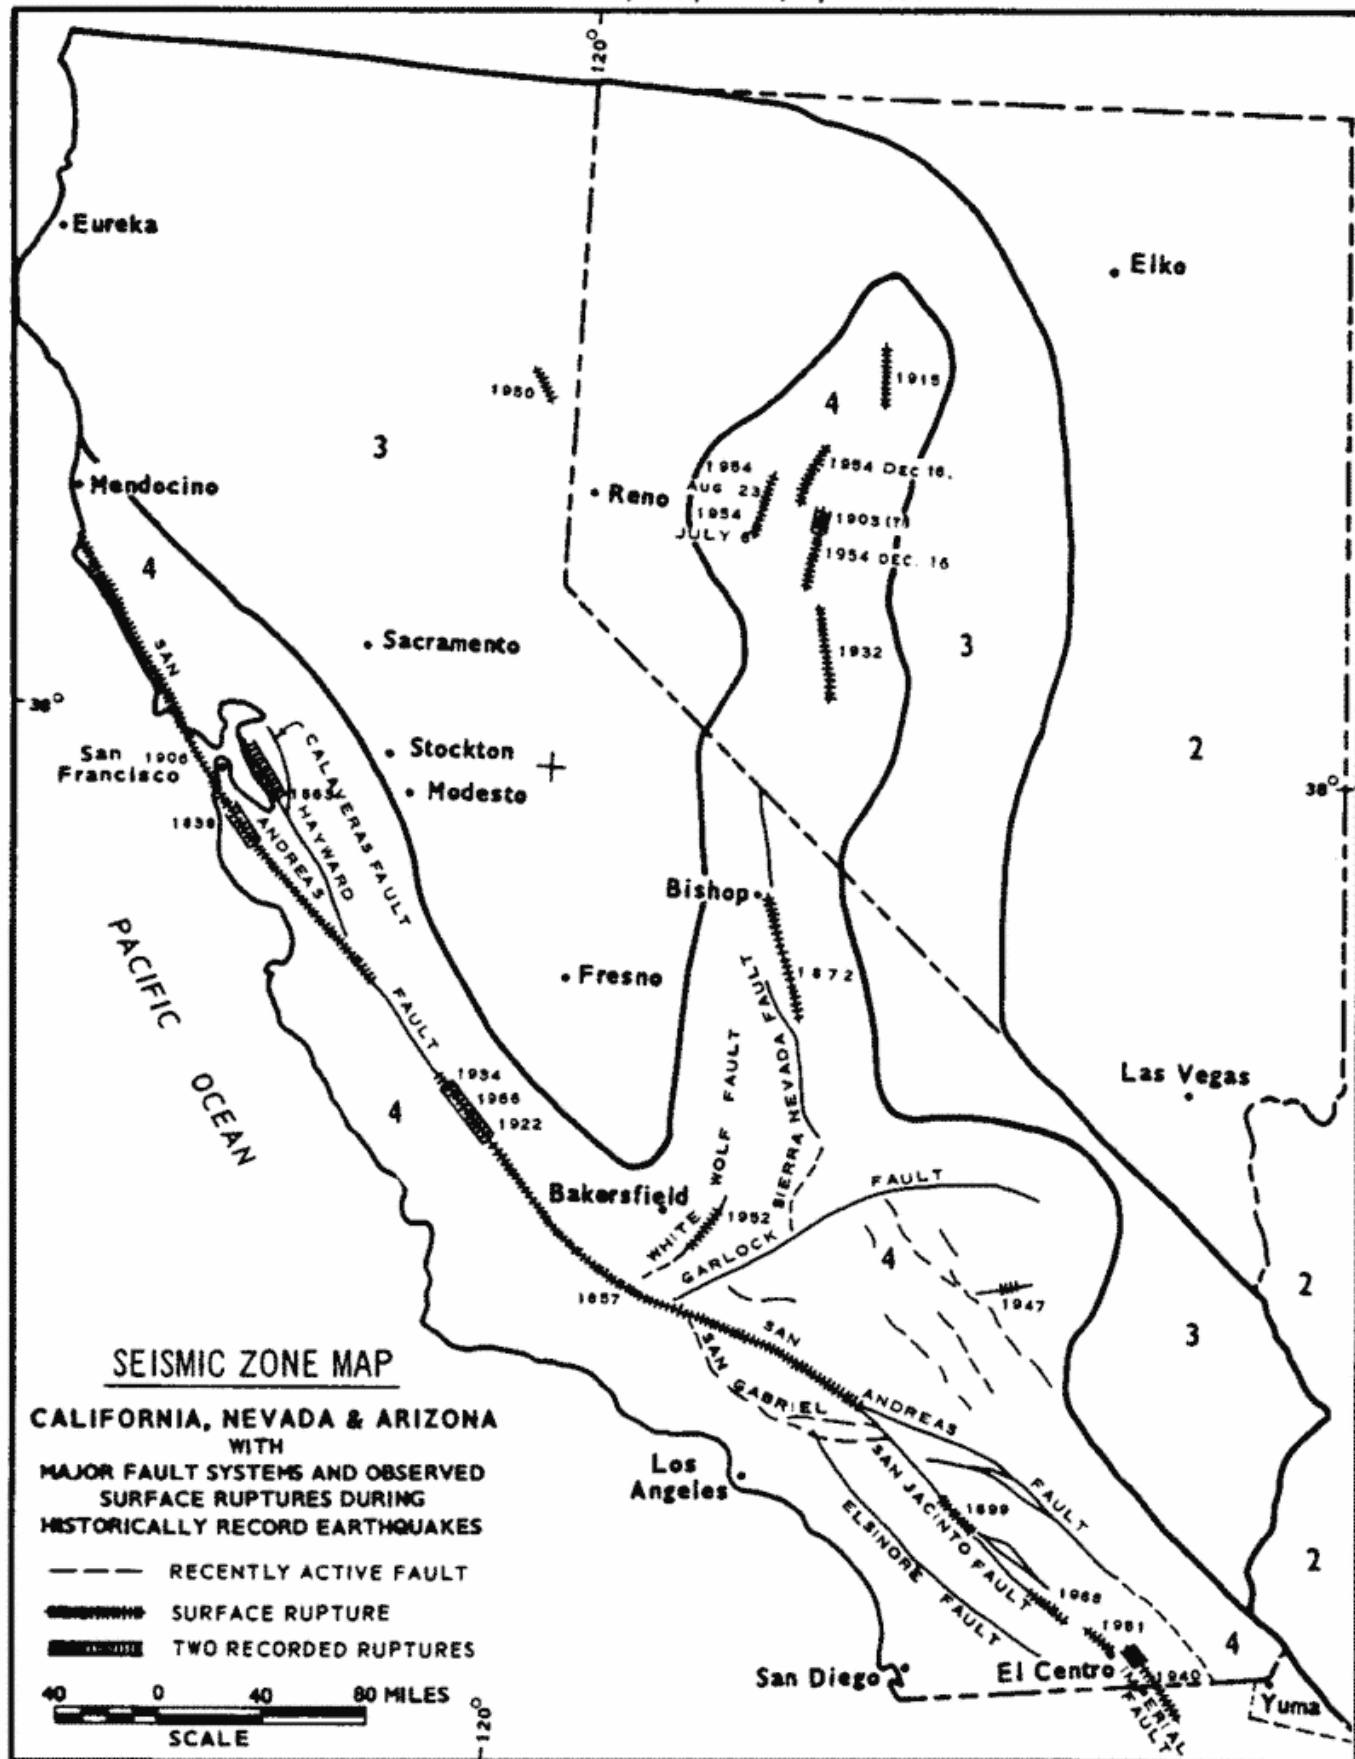 120°
Eureka
Elko
1950
1915
4
3
1954 DEC 16.
1954
AUG 23
Mendocino
Reno
1954
JULY 6
1903 (?)
1954 DEC. 16
4
Sacramento
1932
3
SAN
38°
San
Francisco
1906
Stockton
2
CALAVERAS FAULT
Modesto
38°
HAYWARD
1838
ANDREAS
Bishop
PACIFIC
OCEAN
Fresno
1872
FAULT
SIERRA NEVADA FAULT
1934
1966
1922
Las Vegas
4
WHITE WOLF FAULT
Bakersfield
FAULT
1952
GARLOCK
4
2
1857
1947
SAN
3
SEISMIC ZONE MAP
SAN
GABRIEL
ANDREAS
CALIFORNIA, NEVADA & ARIZONA
WITH
MAJOR FAULT SYSTEMS AND OBSERVED
SURFACE RUPTURES DURING
HISTORICALLY RECORD EARTHQUAKES
Los
Angeles
FAULT
SAN JACINTO FAULT
1899
ELSINORE
FAULT
2
RECENTLY ACTIVE FAULT
SURFACE RUPTURE
TWO RECORDED RUPTURES
1968
1951
4
San Diego
El Centro
1940
IMPERIAL
FAULT
Yuma
40 0 40 80 MILES
SCALE
120°